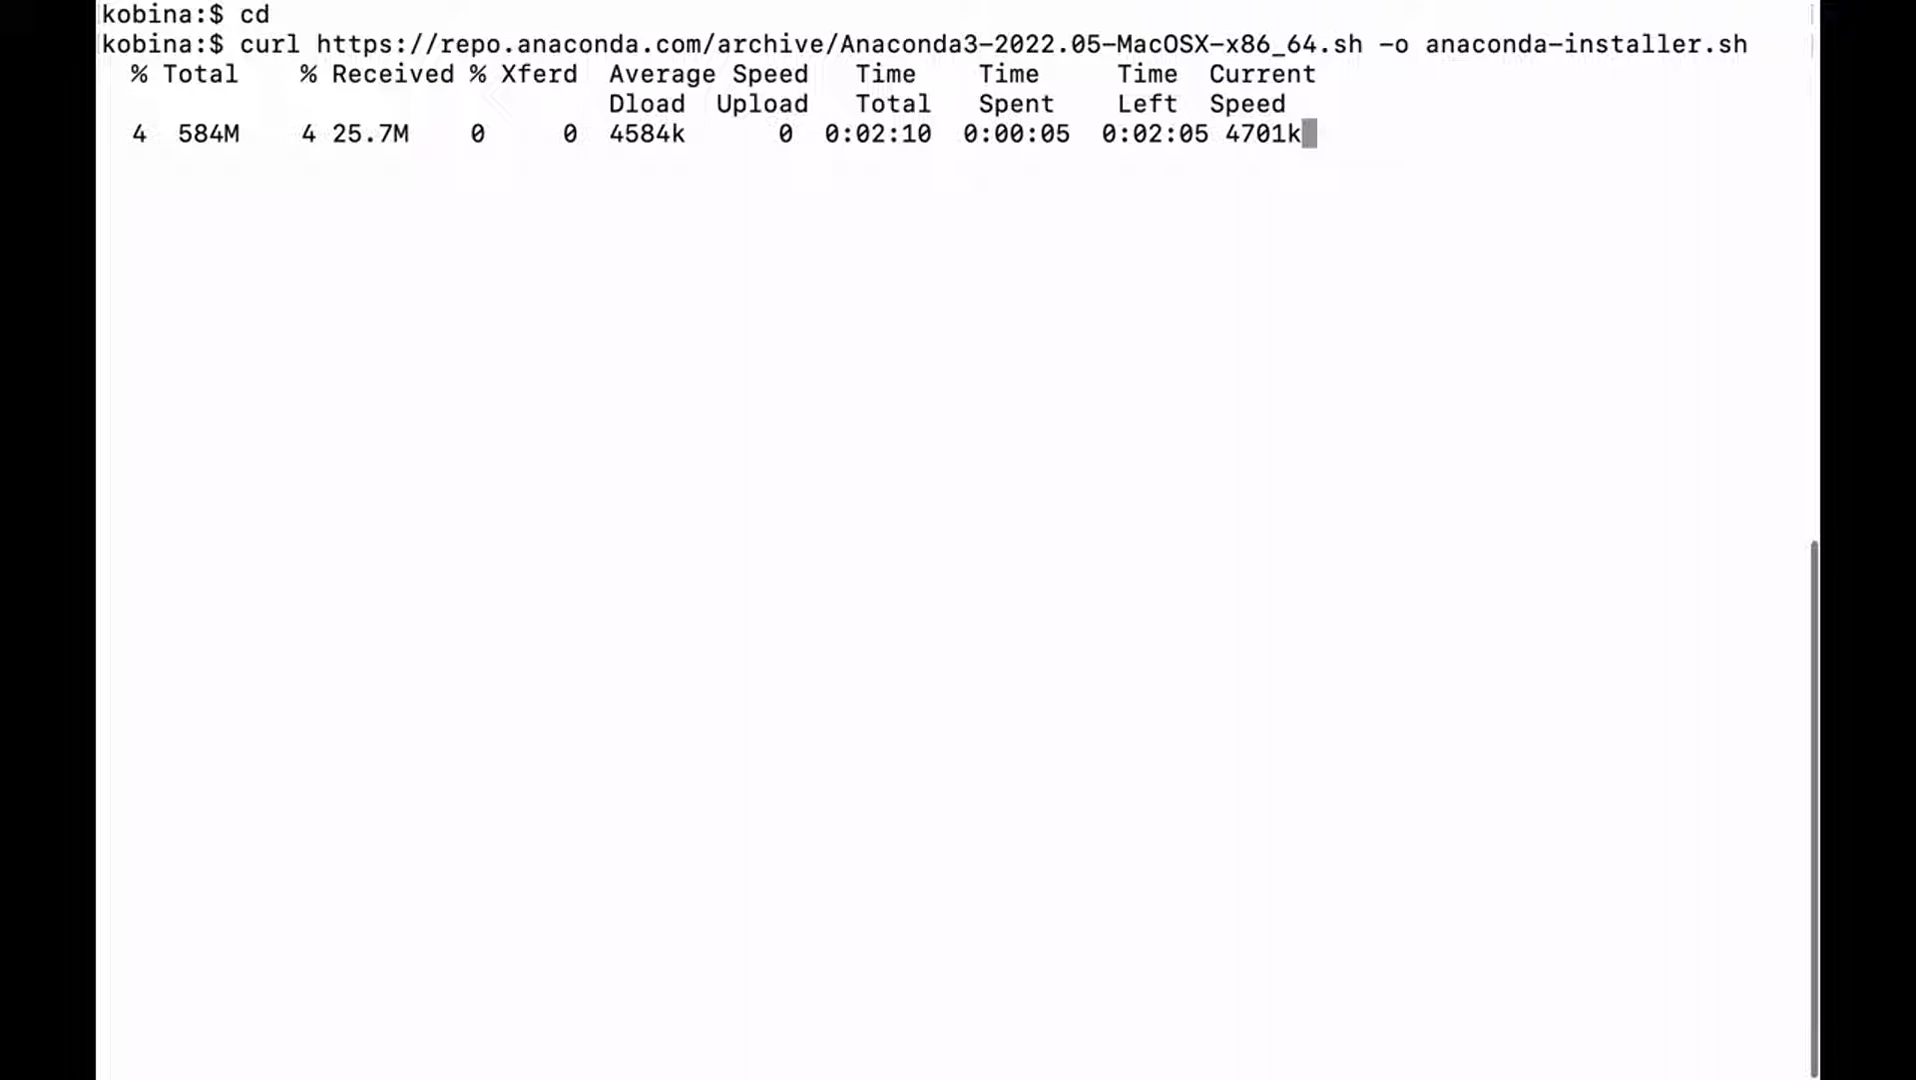 kobina:$ cd
kobina:$ curl https://repo.anaconda.com/archive/Anaconda3-2022.05-MacOSX-x86_64.sh -o anaconda-installer.sh
  % Total    % Received % Xferd  Average Speed   Time    Time     Time  Current
                                 Dload  Upload   Total   Spent    Left  Speed
  4  584M    4 25.7M    0     0  4584k      0  0:02:10  0:00:05  0:02:05 4701k